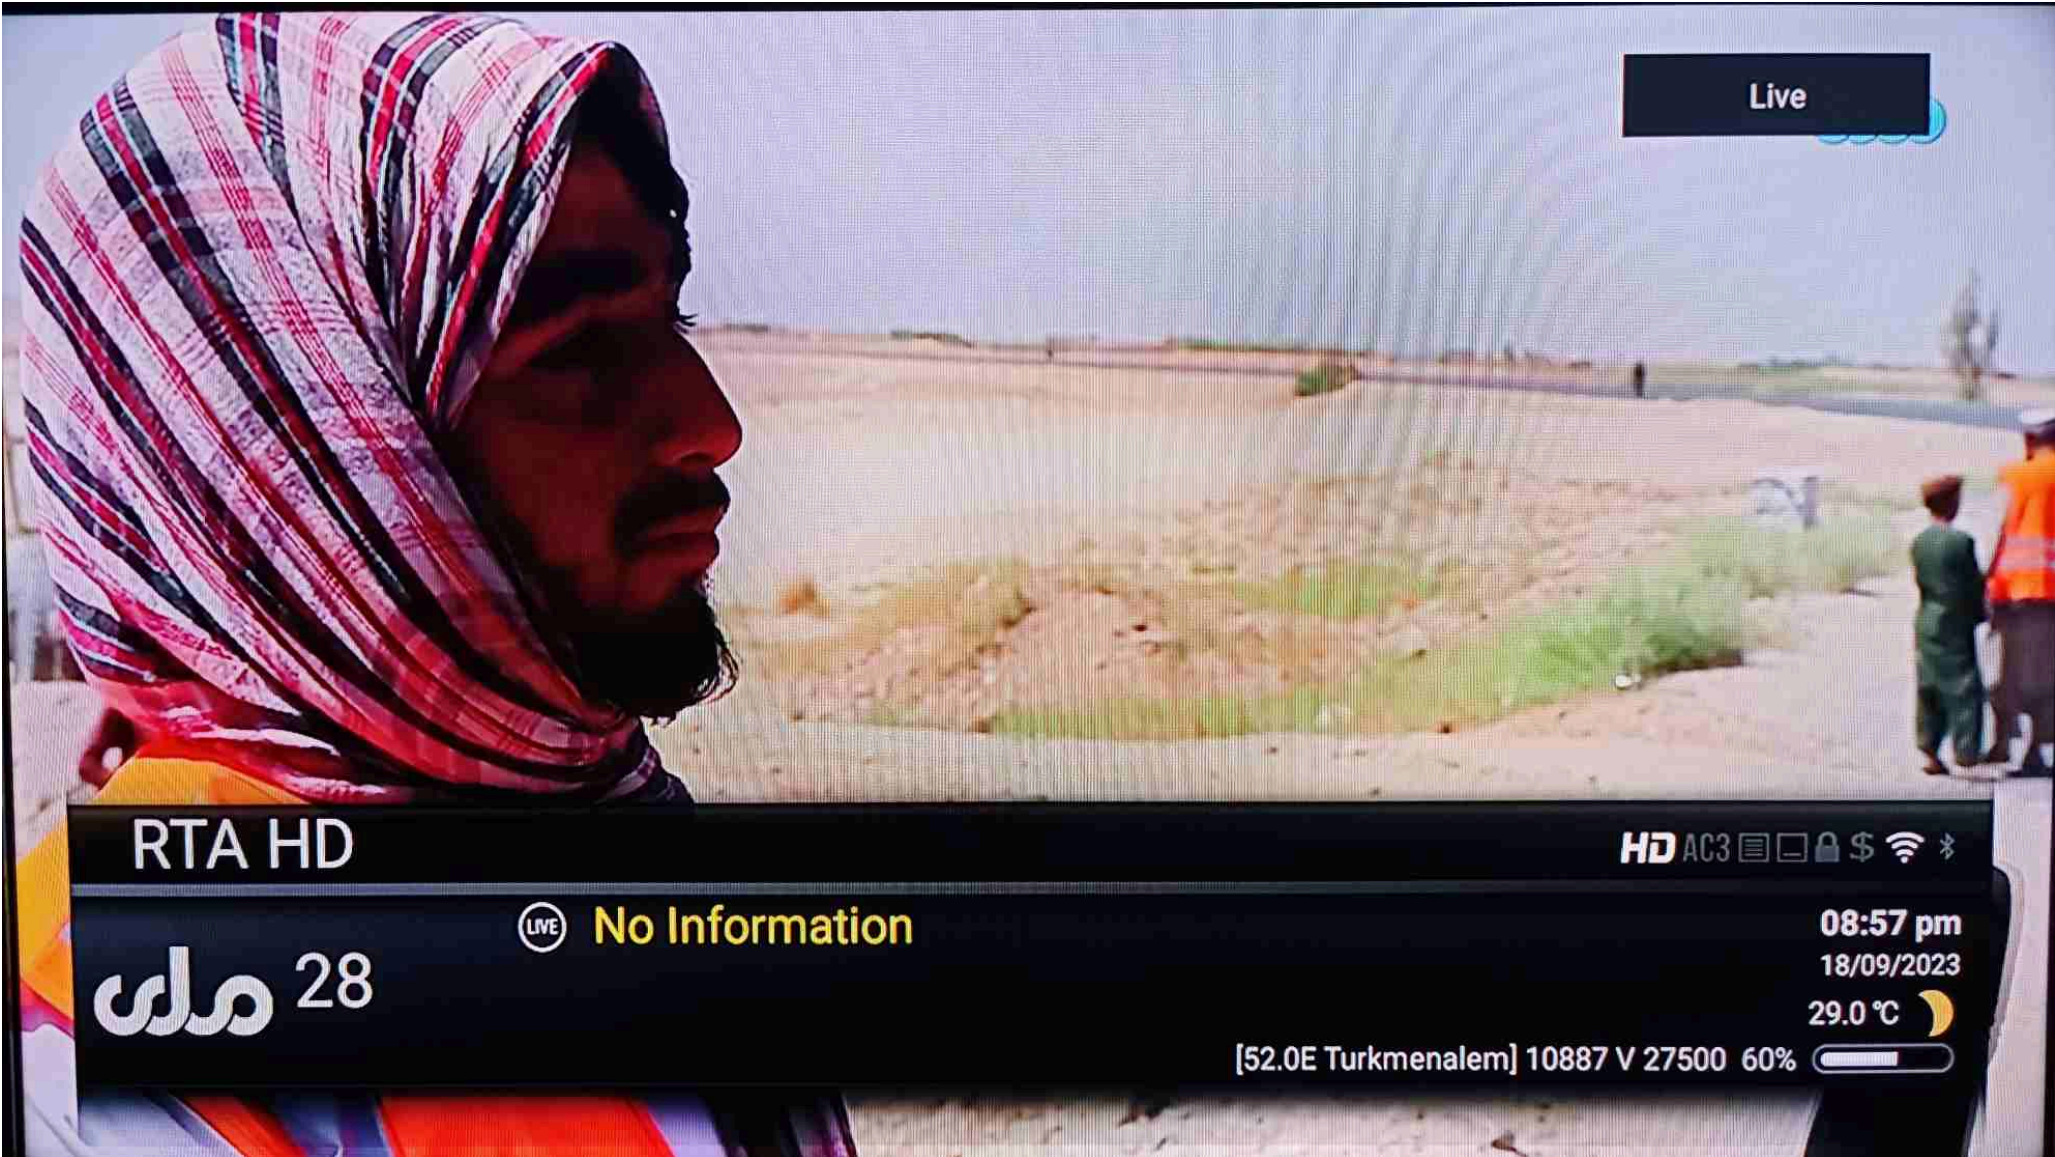 Live
RTA HD
HD AC3 $
LIVE No Information
08:57 pm
ملی 28
18/09/2023
29.0 °C
[52.0E Turkmenalem] 10887 V 27500 60%